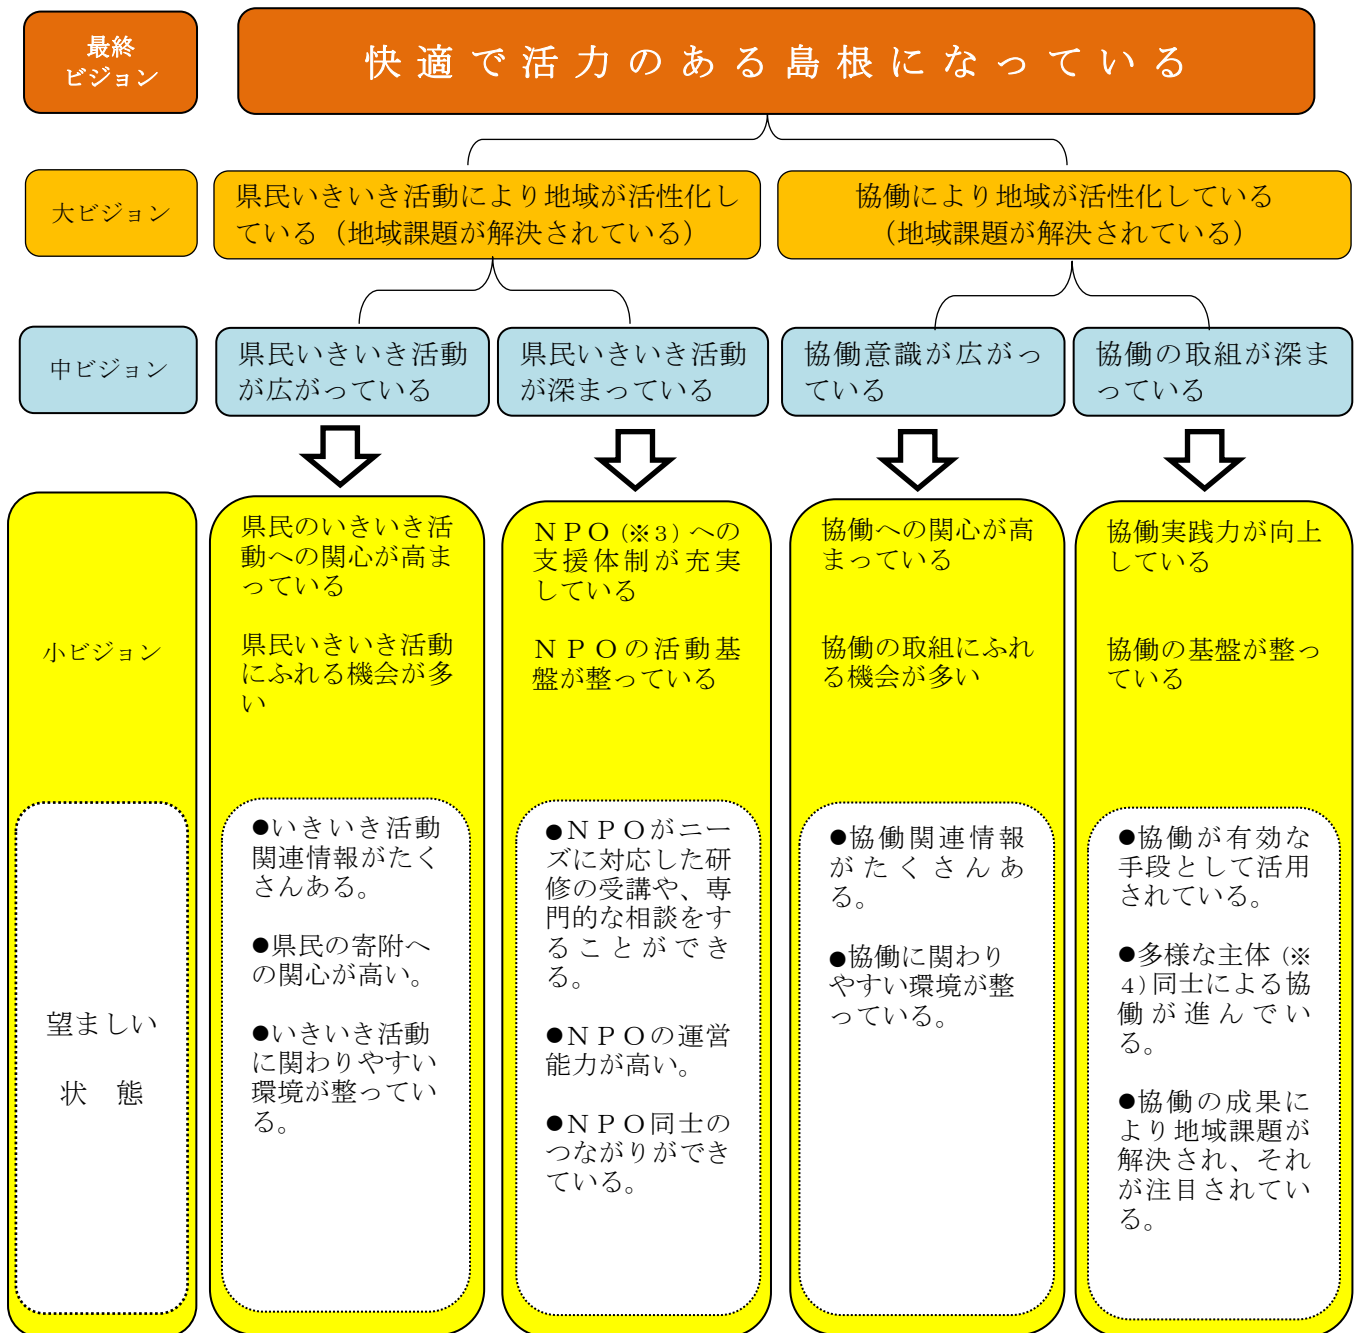 最終
ビジョン
快適で活力のある島根になっている
大ビジョン
県民いきいき活動により地域が活性化し
ている（地域課題が解決されている）
協働により地域が活性化している
（地域課題が解決されている）
中ビジョン
県民いきいき活動
が広がっている
県民いきいき活動
が深まっている
協働意識が広がっ
ている
協働の取組が深ま
っている
小ビジョン
県民のいきいき活
動への関心が高ま
っている
県民いきいき活動
にふれる機会が多
い
ＮＰＯ(※3)への
支援体制が充実
している
ＮＰＯの活動基
盤が整っている
協働への関心が高
まっている
協働の取組にふれ
る機会が多い
協働実践力が向上
している
協働の基盤が整っ
ている
望ましい
状　態
●いきいき活動
関連情報がたく
さんある。
●県民の寄附へ
の関心が高い。
●いきいき活動
に関わりやすい
環境が整ってい
る。
●ＮＰＯがニー
ズに対応した研
修の受講や、専
門的な相談をす
ることができ
る。
●ＮＰＯの運営
能力が高い。
●ＮＰＯ同士の
つながりができ
ている。
●協働関連情報
がたくさんあ
る。
●協働に関わり
やすい環境が整
っている。
●協働が有効な
手段として活用
されている。
●多様な主体(※
4)同士による協
働が進んでい
る。
●協働の成果に
より地域課題が
解決され、それ
が注目されてい
る。